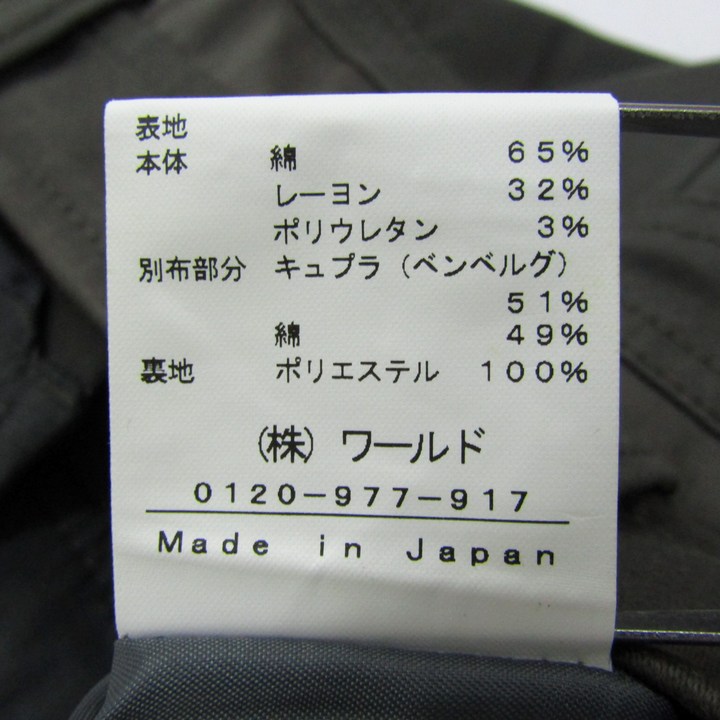 表地
本体 綿 65%
レーヨン 32%
ポリウレタン 3%
別布部分 キュプラ（ベンベルグ）
51%
綿 49%
裏地 ポリエステル 100%
(株) ワールド
0120-977-917
Made in Japan